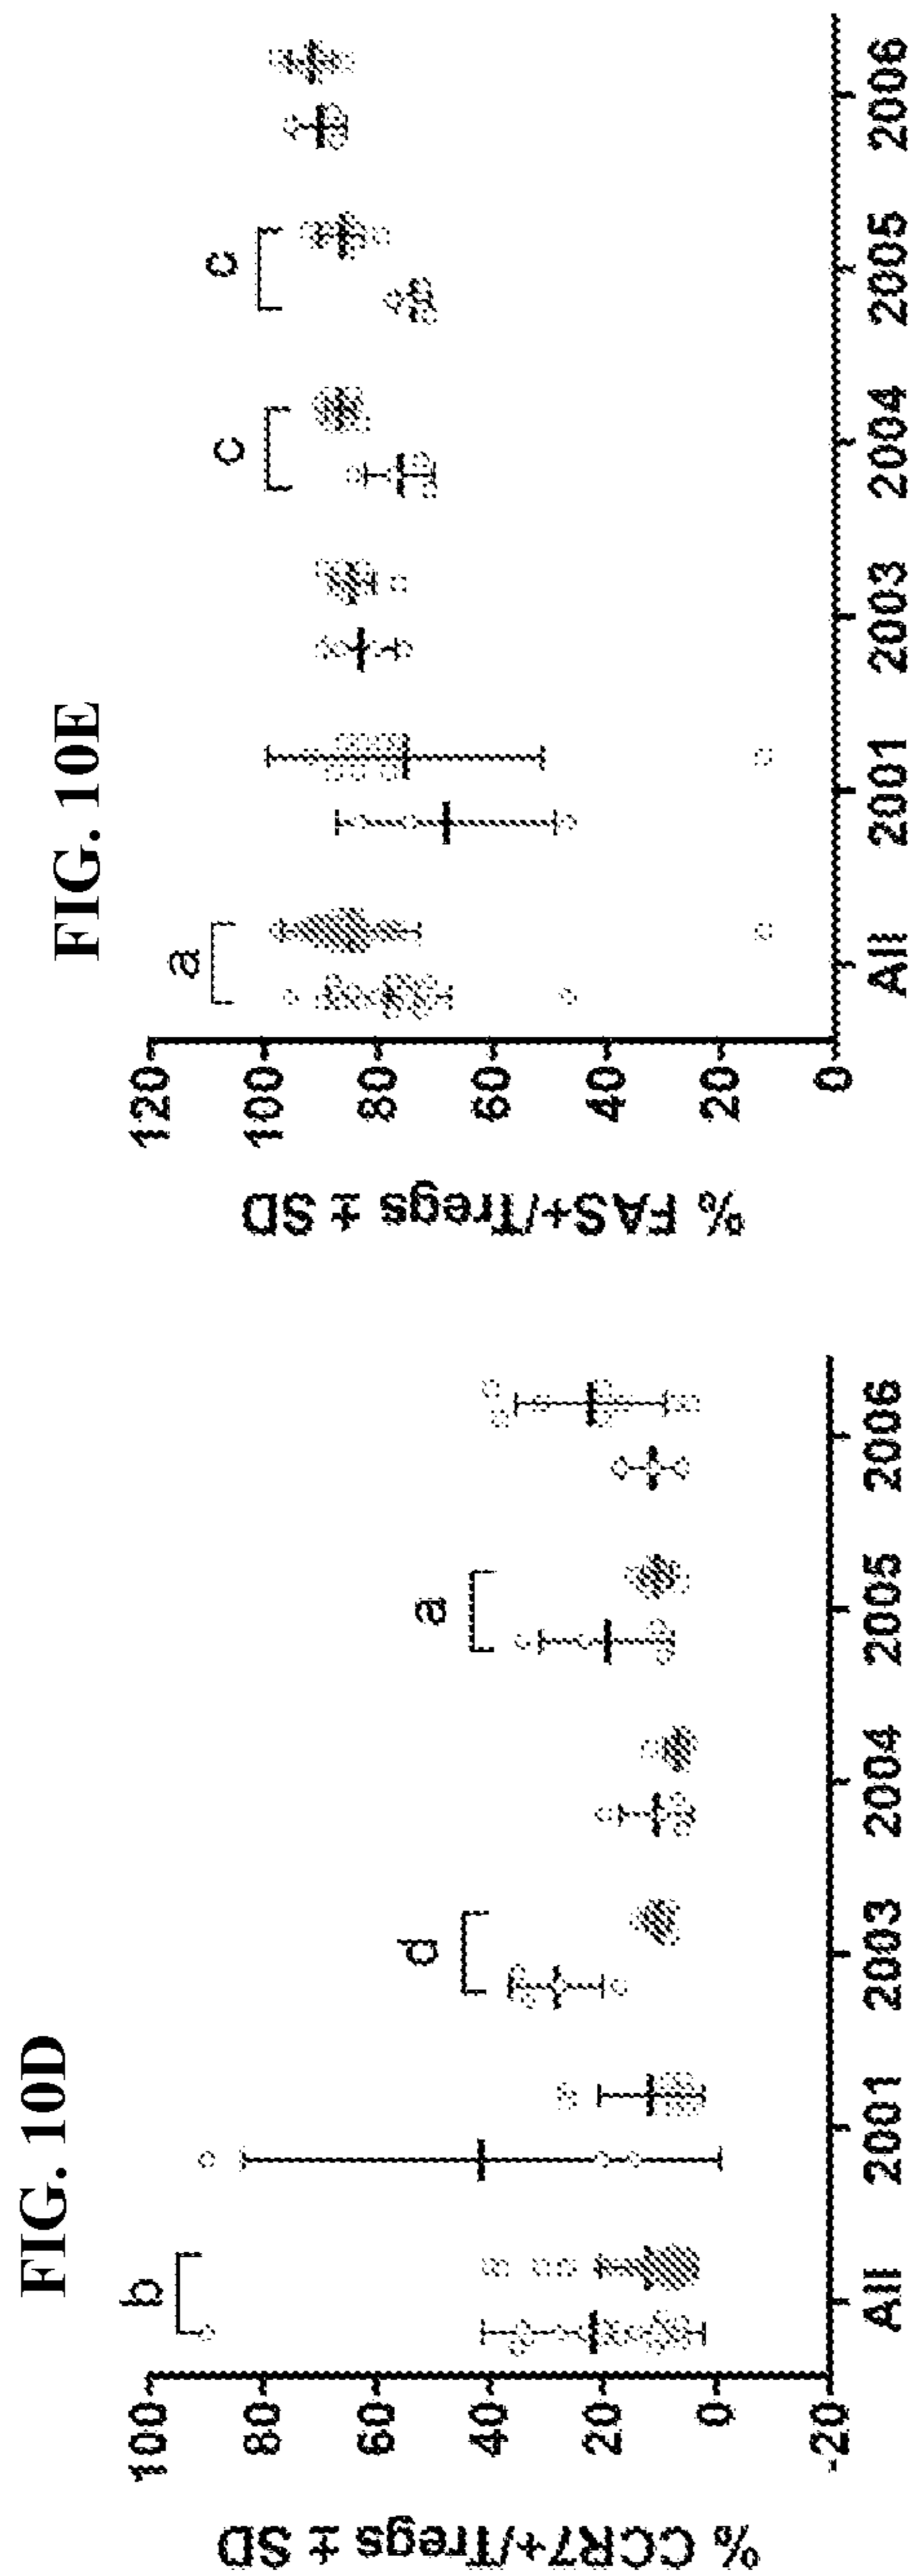 FIG. 10D
% CCR7+/Tregs ± SD
100
80
60
40
20
0
-20
b
d
a
All 2001 2003 2004 2005 2006
FIG. 10E
% FAS+/Tregs ± SD
120
100
80
60
40
20
0
a
c
c
All 2001 2003 2004 2005 2006